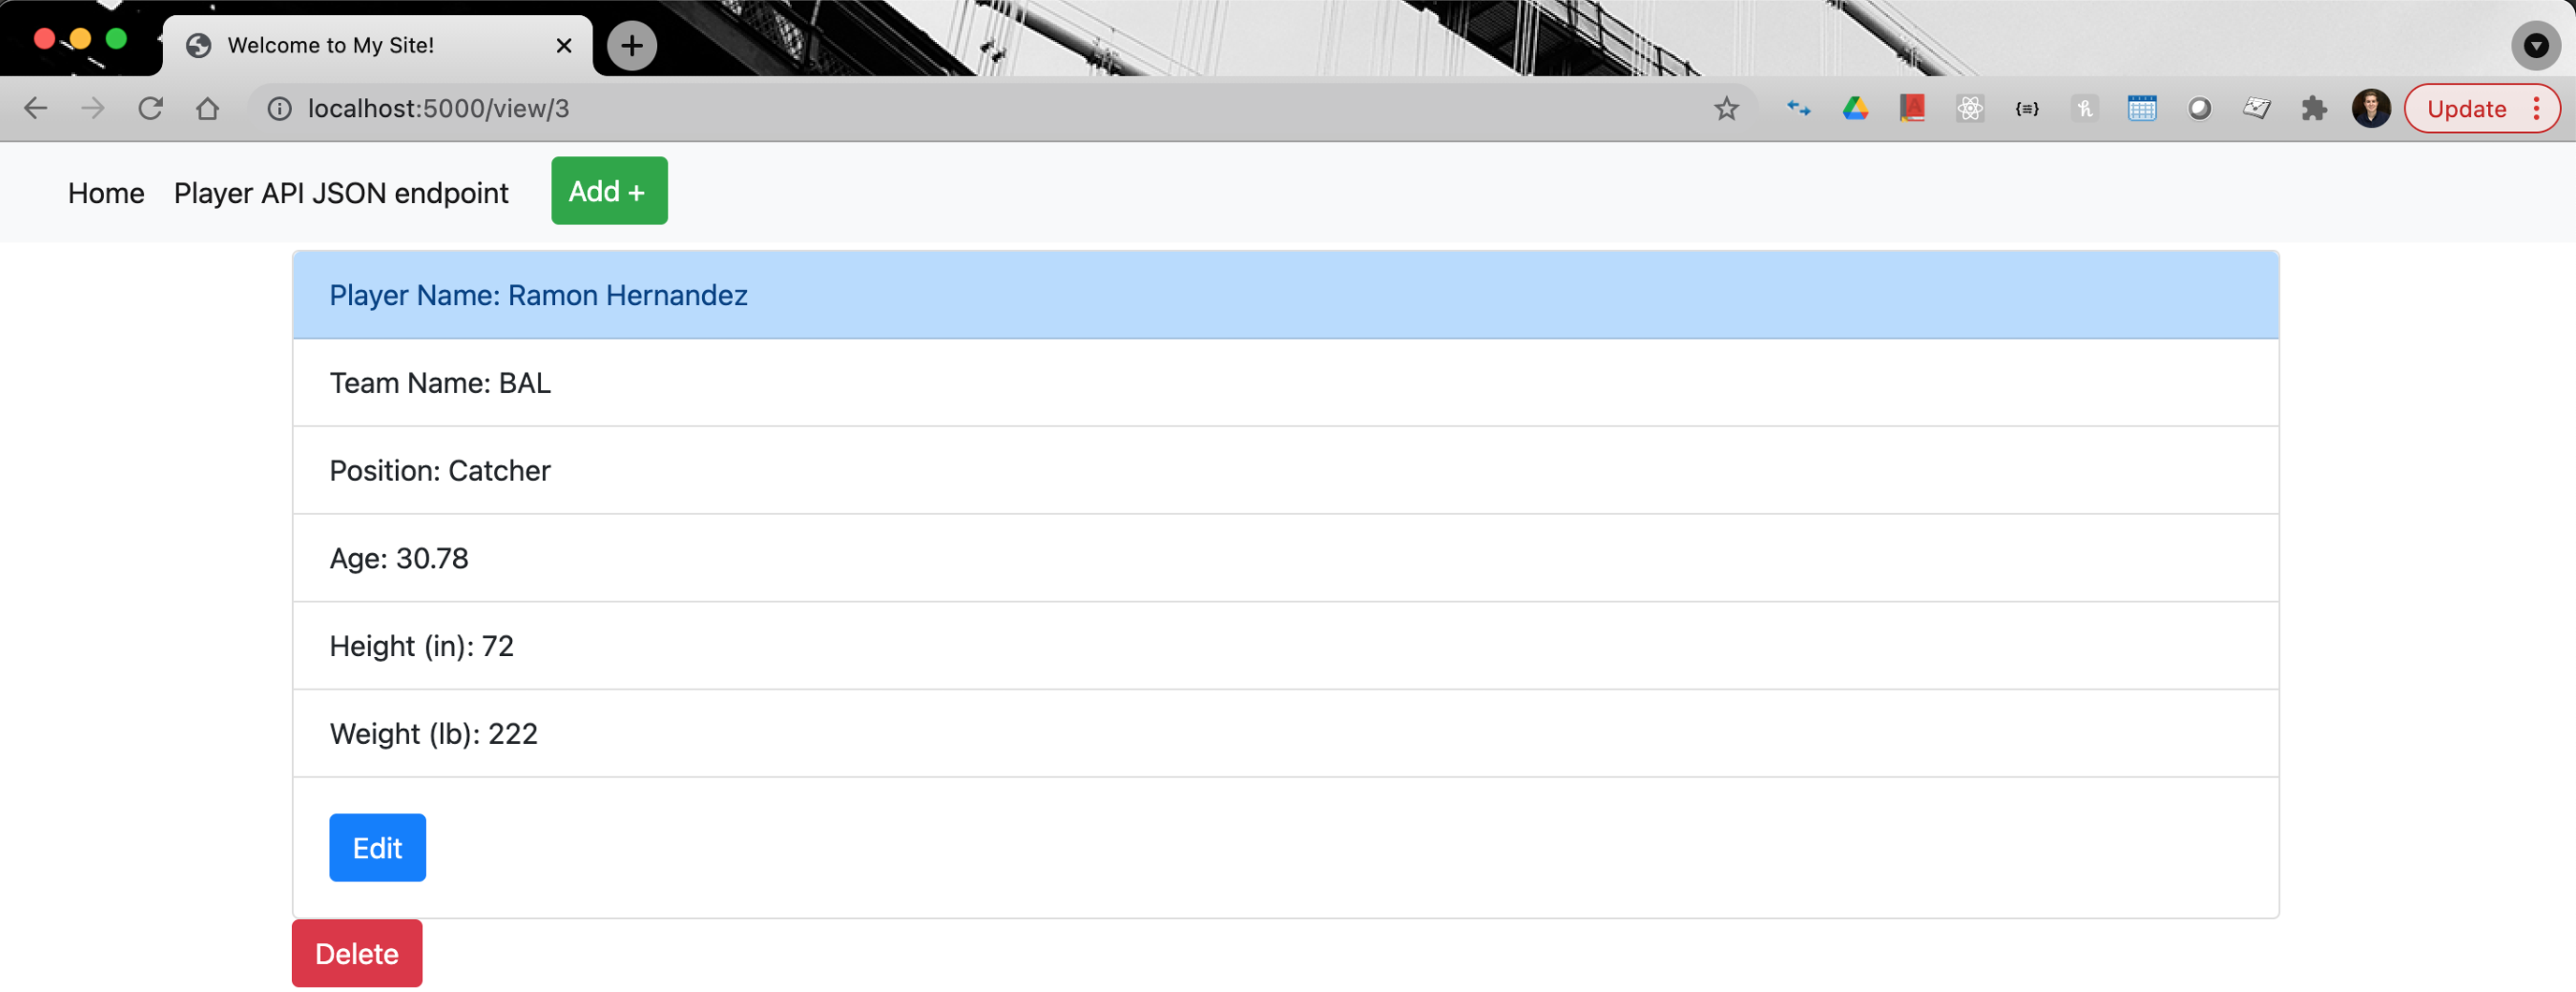 Welcome to My Site!
localhost:5000/view/3
Update
Home Player API JSON endpoint Add +
Player Name: Ramon Hernandez
Team Name: BAL
Position: Catcher
Age: 30.78
Height (in): 72
Weight (lb): 222
Edit
Delete